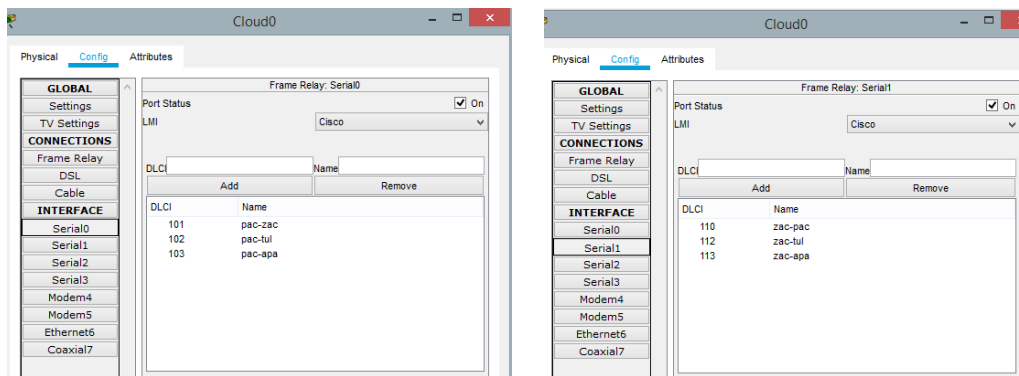 Cloud0
Physical Config Attributes
GLOBAL
Settings
TV Settings
CONNECTIONS
Frame Relay
DSL
Cable
INTERFACE
Serial0
Serial1
Serial2
Serial3
Modem4
Modem5
Ethernet6
Coaxial7
Frame Relay: Serial0
Port Status On
LMI Cisco
DLCI Name
Add Remove
DLCI Name
101 pac-zac
102 pac-tul
103 pac-apa
Cloud0
Physical Config Attributes
GLOBAL
Settings
TV Settings
CONNECTIONS
Frame Relay
DSL
Cable
INTERFACE
Serial0
Serial1
Serial2
Serial3
Modem4
Modem5
Ethernet6
Coaxial7
Frame Relay: Serial1
Port Status On
LMI Cisco
DLCI Name
Add Remove
DLCI Name
110 zac-pac
112 zac-tul
113 zac-apa